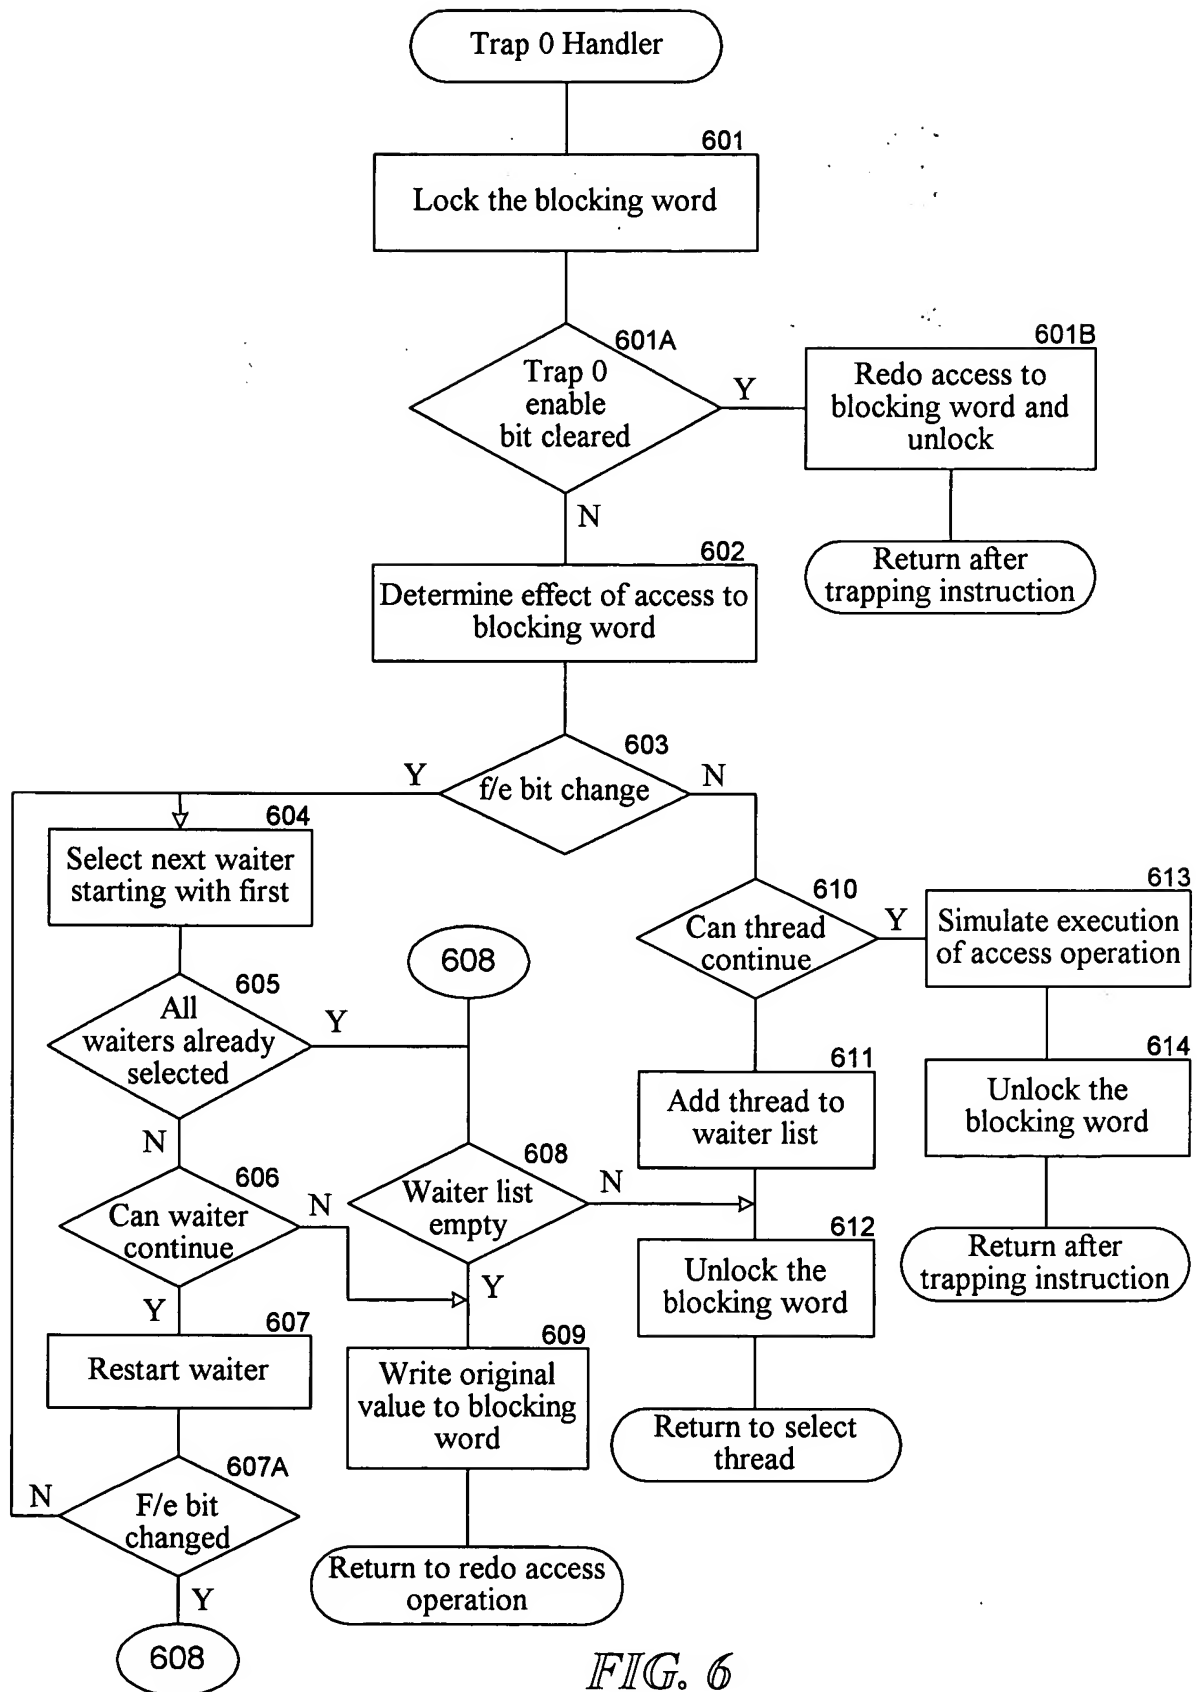 Trap 0 Handler
601
Lock the blocking word
601A
Trap 0
enable
bit cleared
Y
N
601B
Redo access to
blocking word and
unlock
Return after
trapping instruction
602
Determine effect of access to
blocking word
603
f/e bit change
Y
N
604
Select next waiter
starting with first
605
All
waiters already
selected
Y
N
606
Can waiter
continue
N
Y
607
Restart waiter
607A
F/e bit
changed
N
Y
608
608
608
Waiter list
empty
N
Y
609
Write original
value to blocking
word
Return to redo access
operation
610
Can thread
continue
Y
611
Add thread to
waiter list
612
Unlock the
blocking word
Return to select
thread
613
Simulate execution
of access operation
614
Unlock the
blocking word
Return after
trapping instruction
FIG. 6